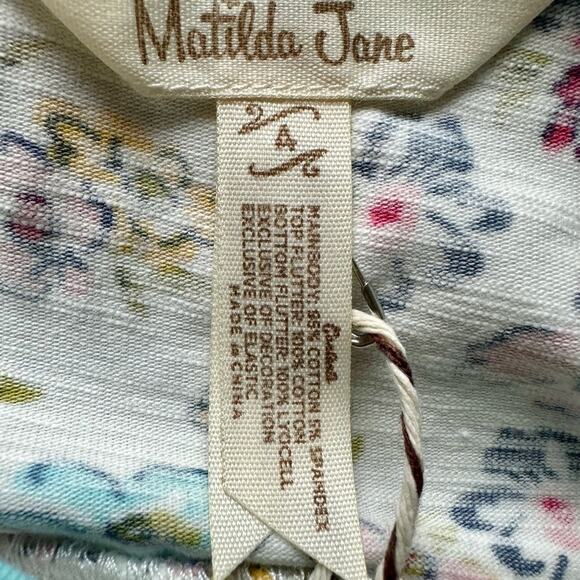 Matilda Jane
4
MAINBODY: 95% COTTON 5% SPANDEX
TOP FLUTTER: 100% COTTON
BOTTOM FLUTTER: 100% LYOCELL
EXCLUSIVE OF DECORATION
EXCLUSIVE OF ELASTIC
MADE IN CHINA